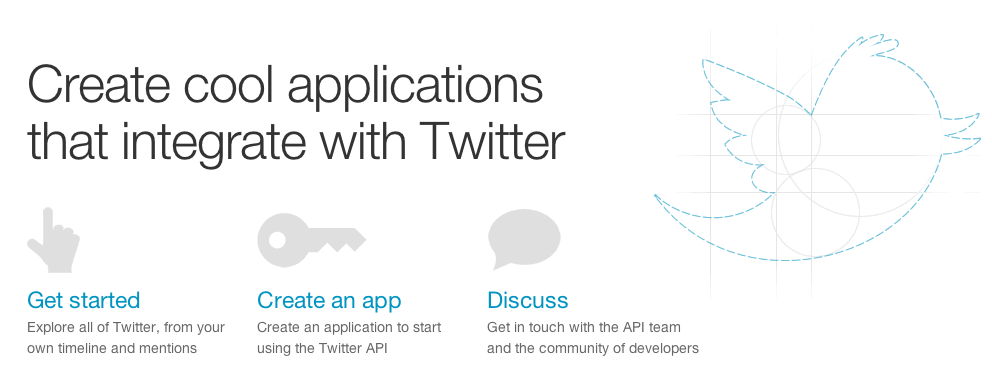 Create cool applications
that integrate with Twitter
Get started
Explore all of Twitter, from your
own timeline and mentions
Create an app
Create an application to start
using the Twitter API
Discuss
Get in touch with the API team
and the community of developers